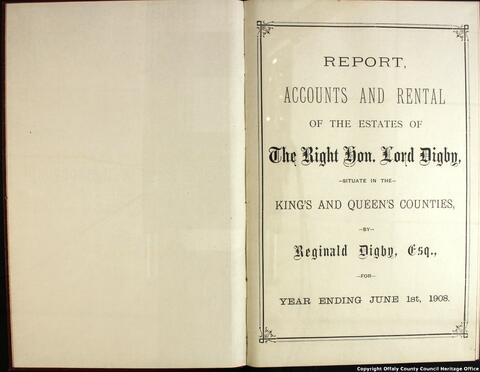 REPORT,
ACCOUNTS AND RENTAL
OF THE ESTATES OF
The Right Hon. Lord Digby,
—SITUATE IN THE—
KING'S AND QUEEN'S COUNTIES,
—BY—
Reginald Digby, Esq.,
—FOR—
YEAR ENDING JUNE 1st, 1908.
Copyright Offaly County Council Heritage Office